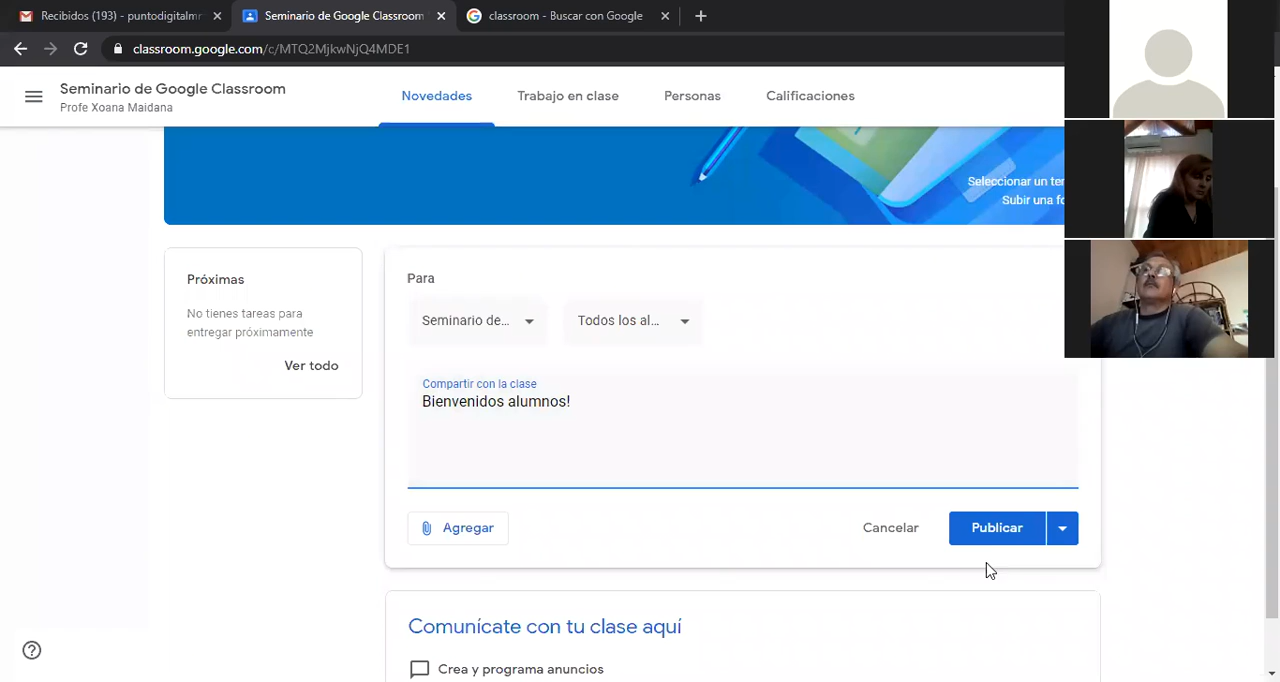 Recibidos (193) - puntodigitalmr
Seminario de Google Classroom
classroom - Buscar con Google
classroom.google.com/c/MTQ2MjkwNjQ4MDE1
Seminario de Google Classroom
Profe Xoana Maidana
Novedades
Trabajo en clase
Personas
Calificaciones
Seleccionar un ter
Subir una fo
Próximas
No tienes tareas para
entregar próximamente
Ver todo
Para
Seminario de...
Todos los al...
Compartir con la clase
Bienvenidos alumnos!
Agregar
Cancelar
Publicar
Comunícate con tu clase aquí
Crea y programa anuncios